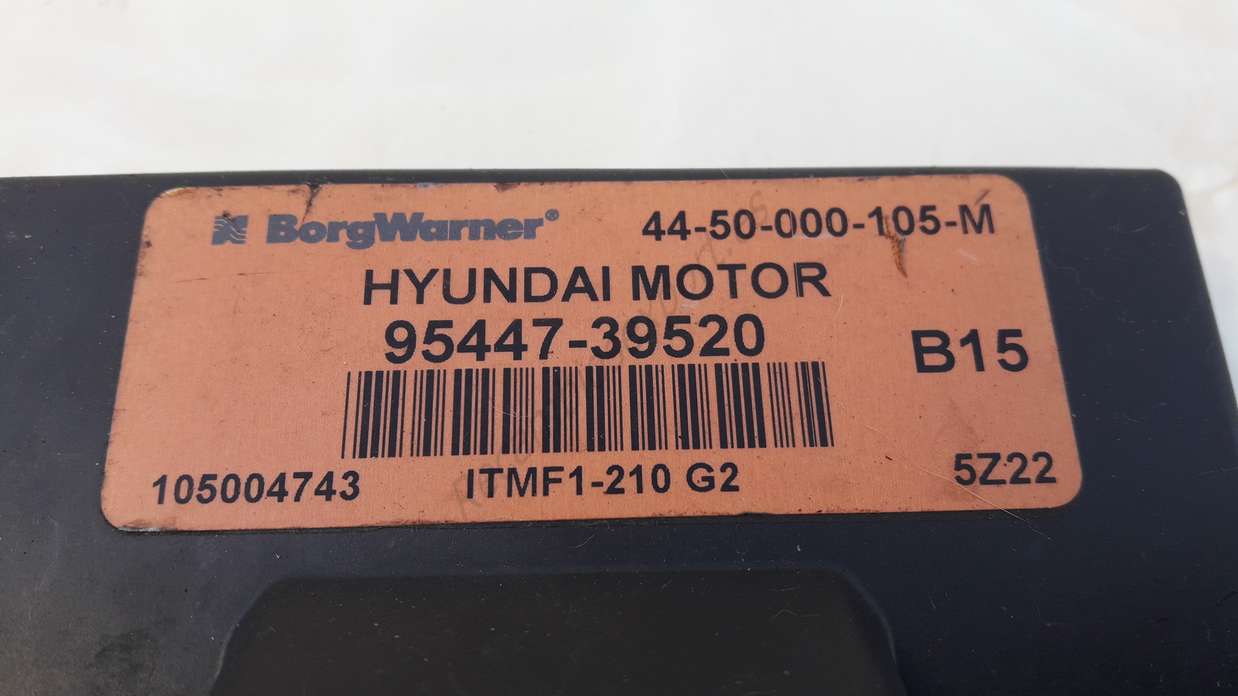 BorgWarner® 44-50-000-105-M
HYUNDAI MOTOR
95447-39520
B15
105004743 ITMF1-210 G2 5Z22